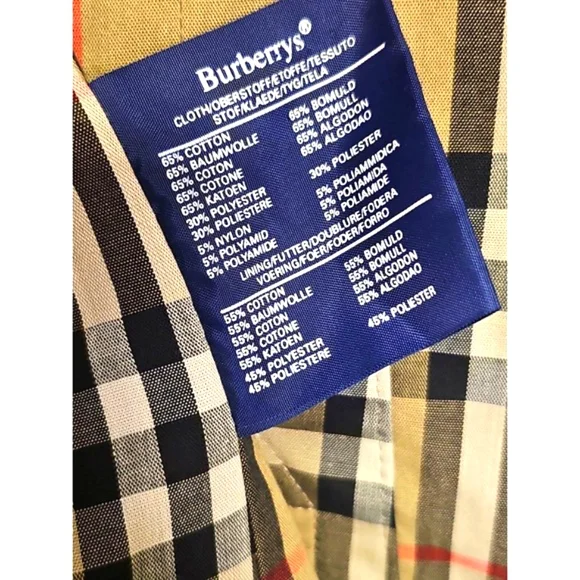 Burberrys®
CLOTH/OBERSTOFF/ETOFFE/TESSUTO
STOF/KLAEDE/TYG/TELA
65% COTTON
65% BAUMWOLLE
65% COTON
65% COTONE
65% KATOEN
30% POLYESTER
30% POLIESTERE
5% NYLON
5% POLYAMID
5% POLYAMIDE
65% BOMULD
65% BOMULL
65% ALGODON
65% ALGODAO
30% POLIESTER
5% POLIAMMIDICA
5% POLIAMIDA
5% POLIAMIDE
LINING/FUTTER/DOUBLURE/FODERA
VOERING/FOER/FODER/FORRO
55% COTTON
55% BAUMWOLLE
55% COTON
55% COTONE
55% KATOEN
45% POLYESTER
45% POLIESTERE
55% BOMULD
55% BOMULL
55% ALGODON
55% ALGODAO
45% POLIESTER